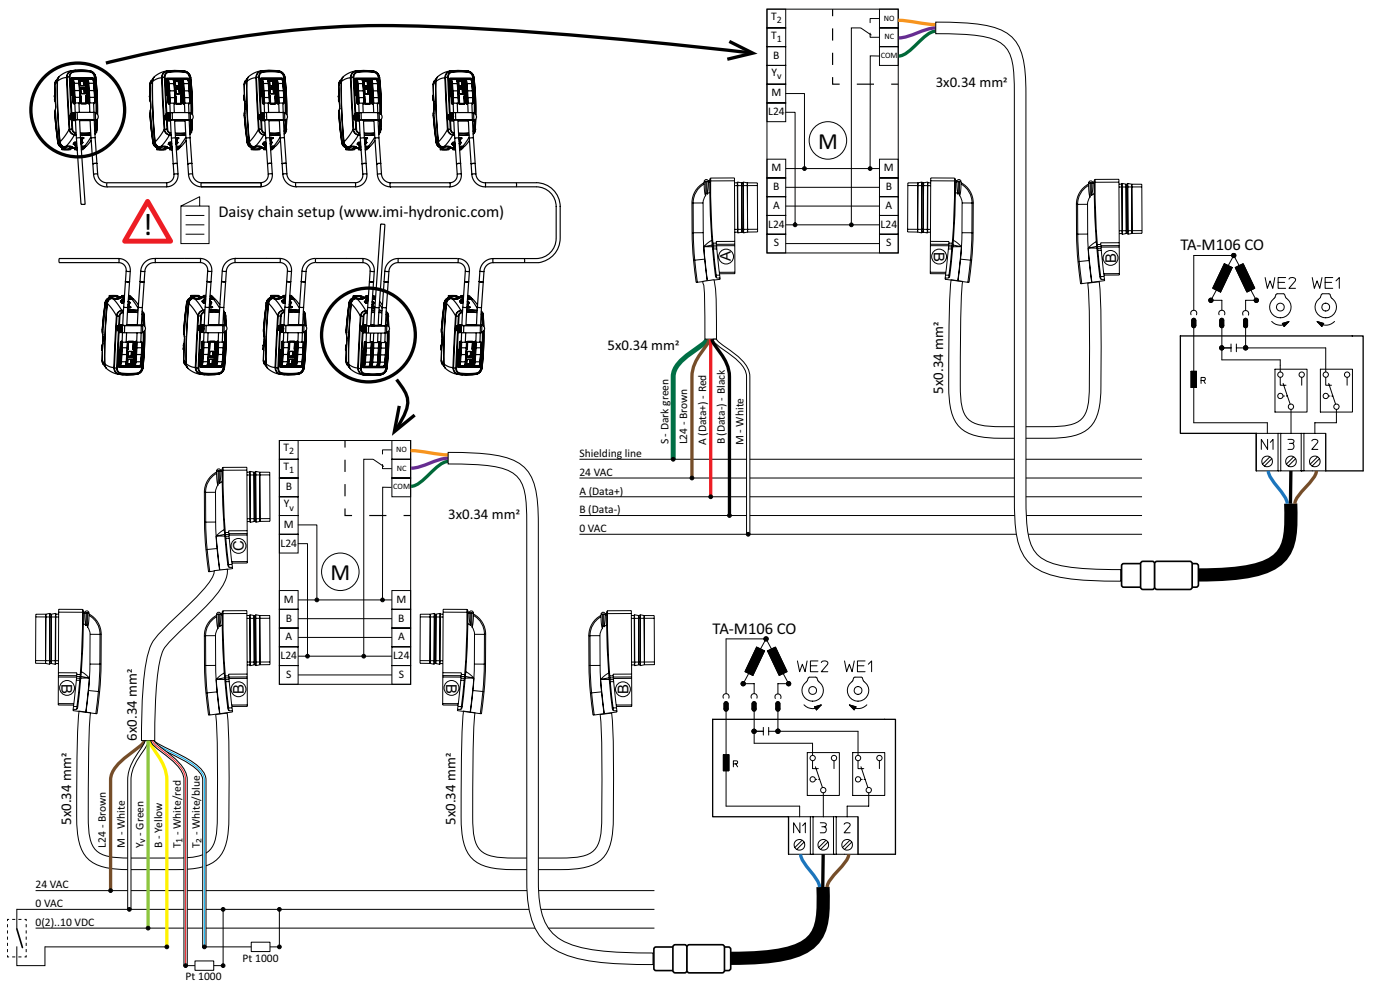 T2
T1
B
Yv
M
L24
NO
NC
COM
3x0.34 mm²
M
M
M
B
B
A
A
L24
L24
S
S
Daisy chain setup (www.imi-hydronic.com)
A
B
B
5x0.34 mm²
5x0.34 mm²
S - Dark green
L24 - Brown
A (Data+) - Red
B (Data-) - Black
M - White
Shielding line
24 VAC
A (Data+)
B (Data-)
0 VAC
TA-M106 CO
WE2
WE1
R
N1
3
2
T2
T1
B
Yv
M
L24
NO
NC
COM
3x0.34 mm²
M
M
M
B
B
A
A
L24
L24
S
S
C
B
B
B
B
6x0.34 mm²
5x0.34 mm²
5x0.34 mm²
L24 - Brown
M - White
Yv - Green
B - Yellow
T1 - White/red
T2 - White/blue
24 VAC
0 VAC
0(2)..10 VDC
Pt 1000
Pt 1000
TA-M106 CO
WE2
WE1
R
N1
3
2